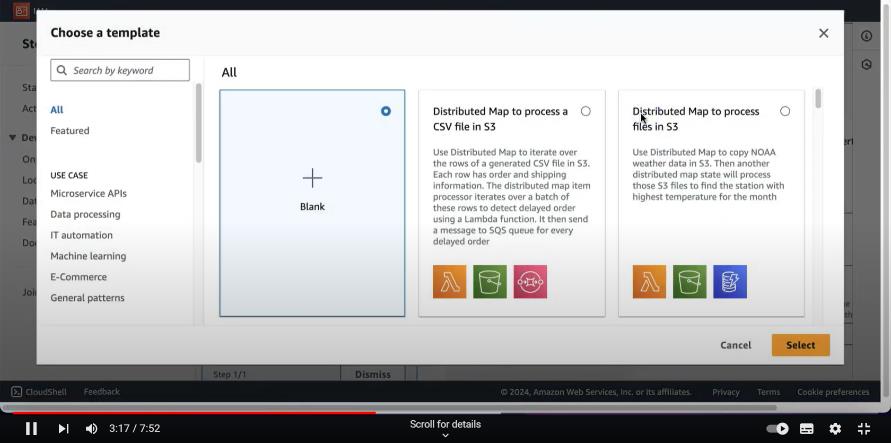 Choose a template
Search by keyword
All
Featured
USE CASE
Microservice APIs
Data processing
IT automation
Machine learning
E-Commerce
General patterns
All
Blank
Distributed Map to process a
CSV file in S3
Use Distributed Map to iterate over
the rows of a generated CSV file in S3.
Each row has order and shipping
information. The distributed map item
processor iterates over a batch of
these rows to detect delayed order
using a Lambda function. It then send
a message to SQS queue for every
delayed order
Distributed Map to process
files in S3
Use Distributed Map to copy NOAA
weather data in S3. Then another
distributed map state will process
those S3 files to find the station with
highest temperature for the month
Cancel
Select
Step 1/1
Dismiss
CloudShell
Feedback
© 2024, Amazon Web Services, Inc. or its affiliates.
Privacy
Terms
Cookie preferences
3:17 / 7:52
Scroll for details